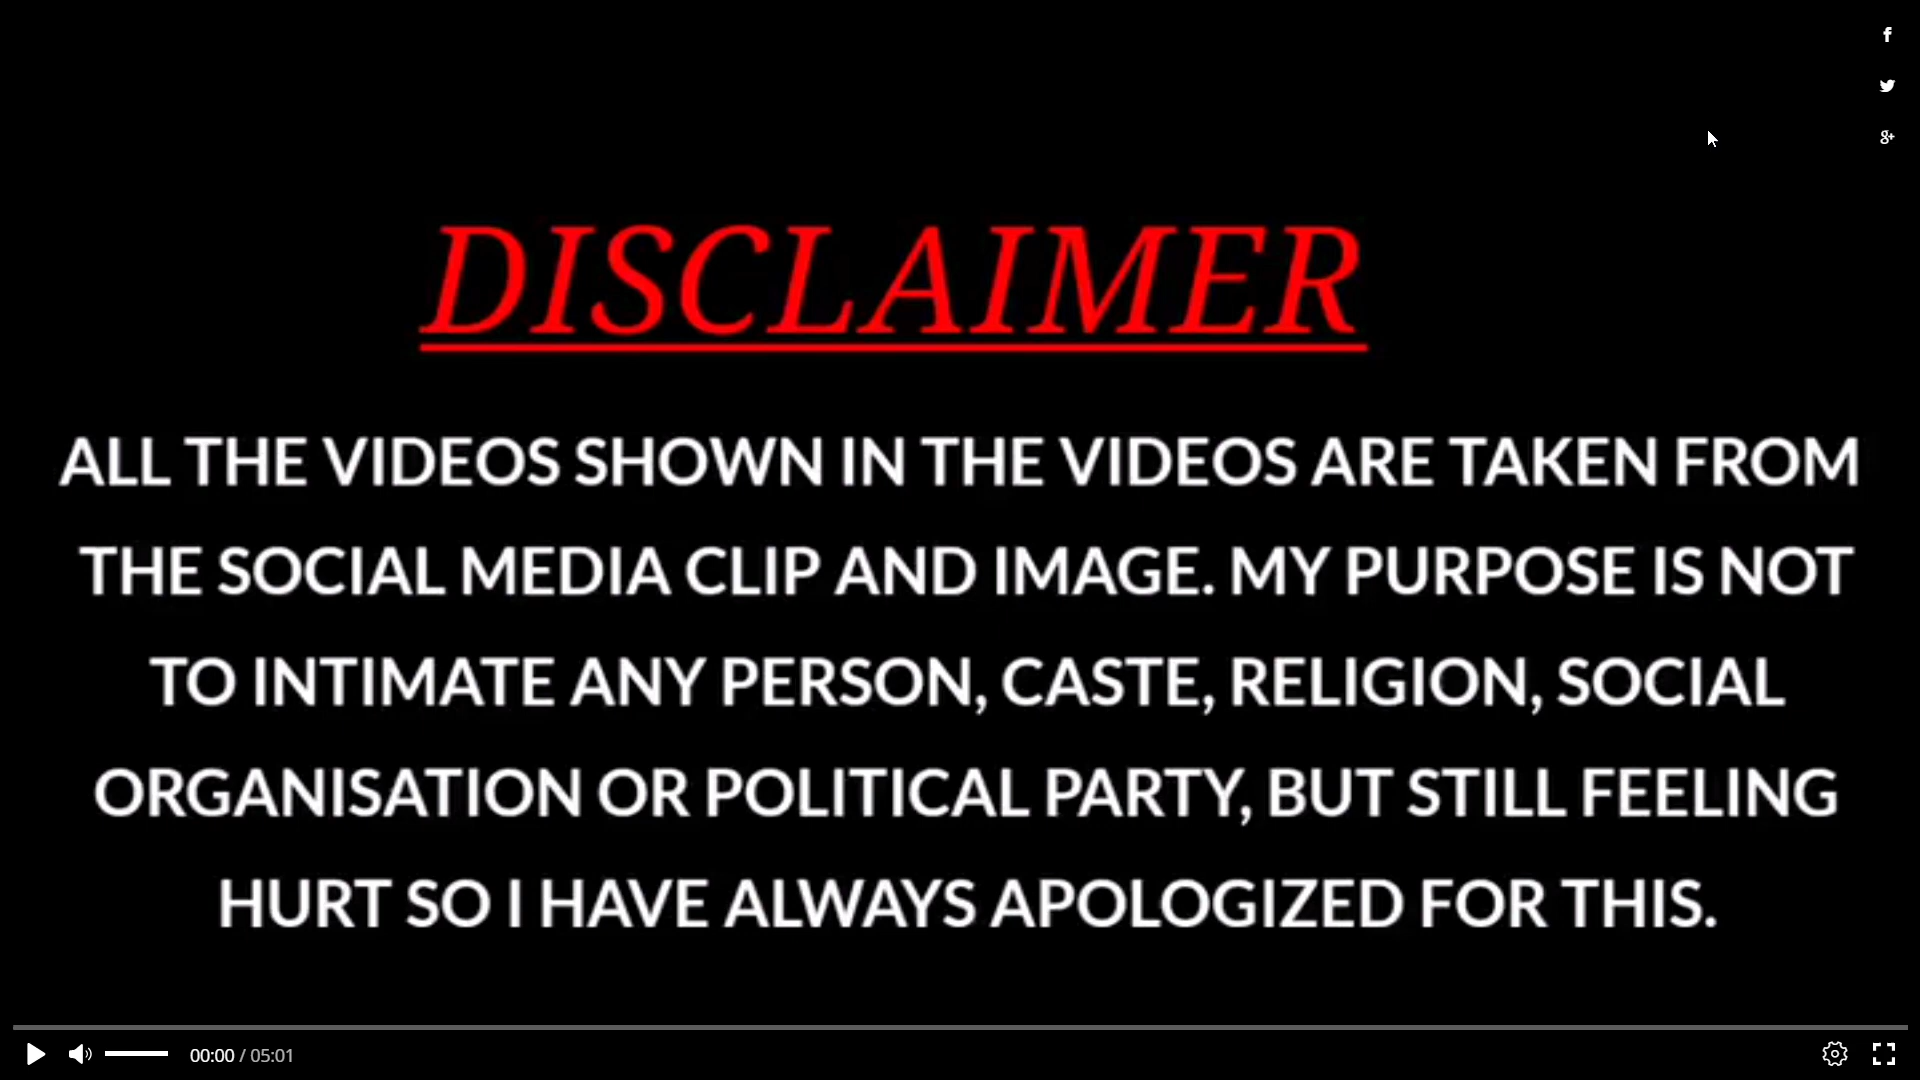 DISCLAIMER
ALL THE VIDEOS SHOWN IN THE VIDEOS ARE TAKEN FROM
THE SOCIAL MEDIA CLIP AND IMAGE. MY PURPOSE IS NOT
TO INTIMATE ANY PERSON, CASTE, RELIGION, SOCIAL
ORGANISATION OR POLITICAL PARTY, BUT STILL FEELING
HURT SO I HAVE ALWAYS APOLOGIZED FOR THIS.
00:00 / 05:01